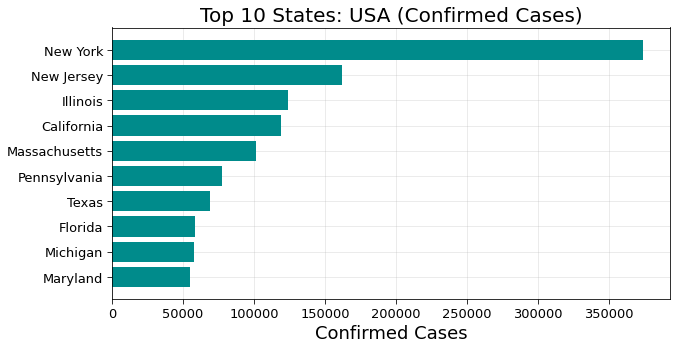 Top 10 States: USA (Confirmed Cases)
New York
New Jersey
Illinois
California
Massachusetts
Pennsylvania
Texas
Florida
Michigan
Maryland
0 50000 100000 150000 200000 250000 300000 350000
Confirmed Cases